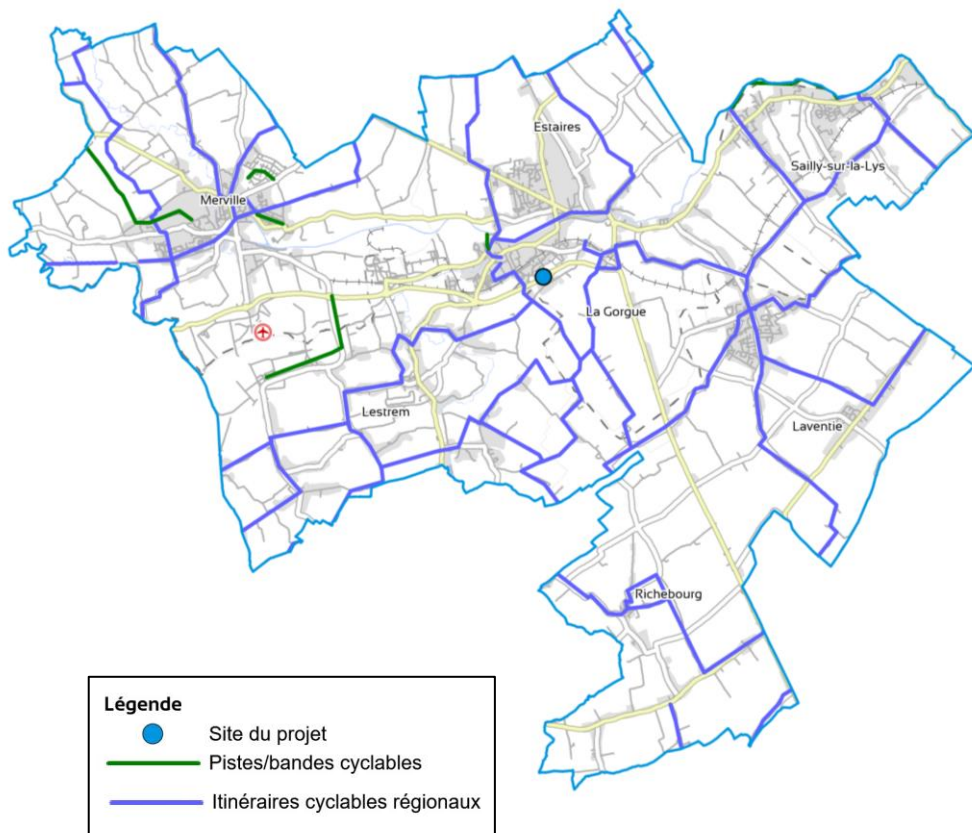 Estaires
Sailly-sur-la-Lys
Merville
La Gorgue
Lestrem
Laventie
Richebourg
Légende
Site du projet
Pistes/bandes cyclables
Itinéraires cyclables régionaux